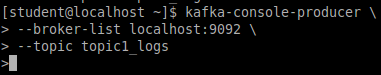 [student@localhost ~]$ kafka-console-producer \
> --broker-list localhost:9092 \
> --topic topic1_logs
>